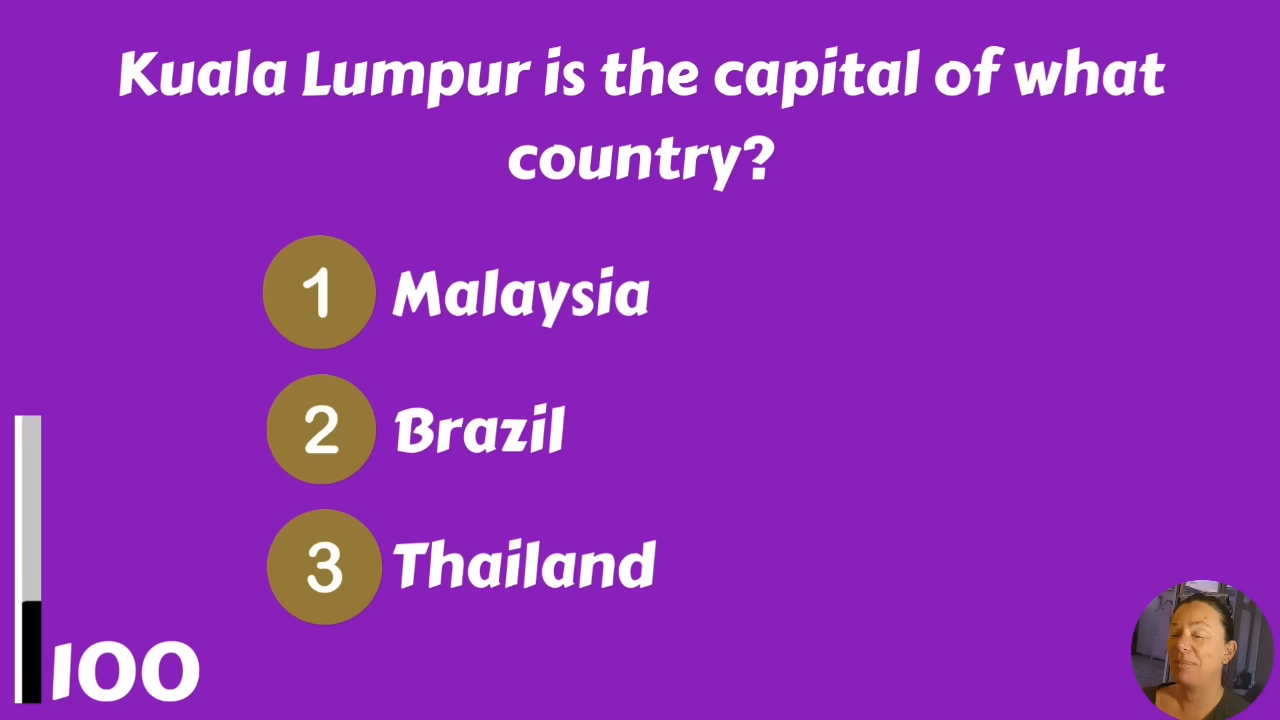 Kuala Lumpur is the capital of what
country?
1 Malaysia
2 Brazil
3 Thailand
100